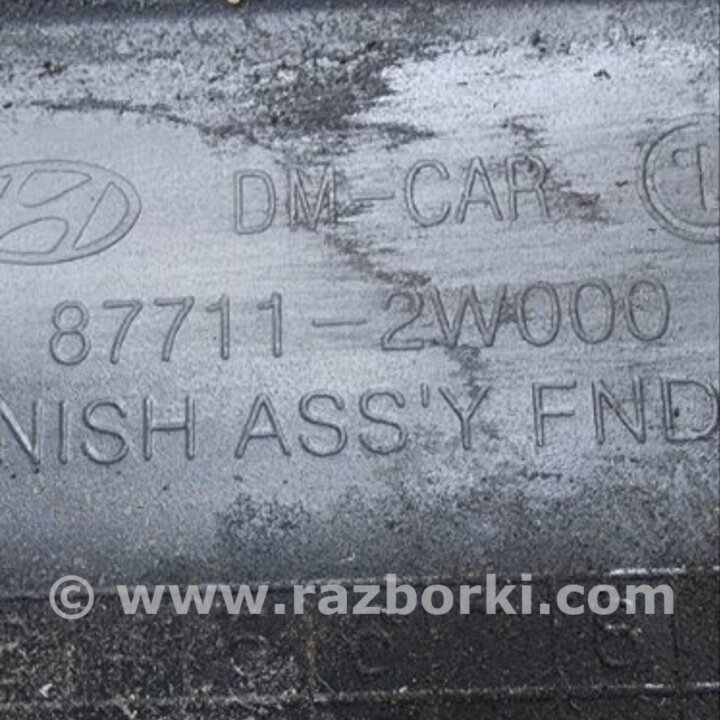 DM-CAR
87711-2W000
NISH ASS'Y FND
© www.razborki.com